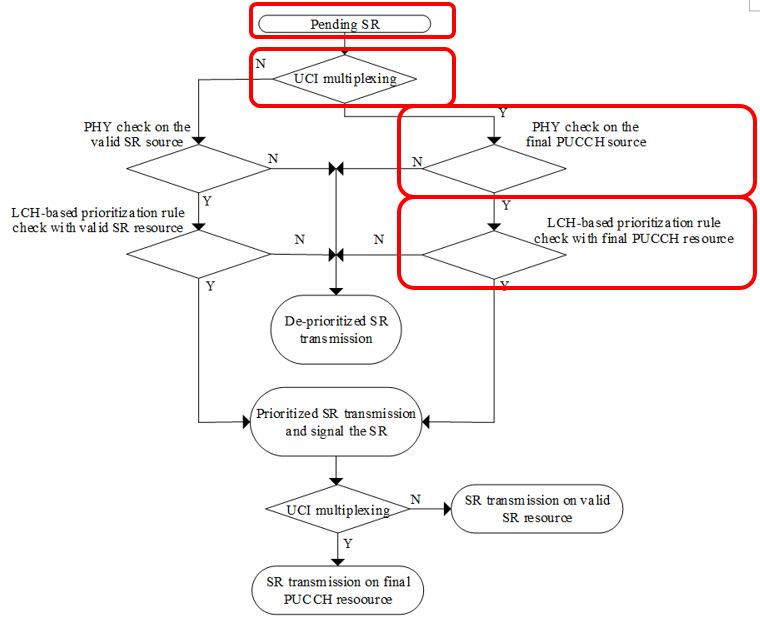 Pending SR
N
UCI multiplexing
Y
PHY check on the
valid SR source
N
PHY check on the
final PUCCH source
N
Y
Y
LCH-based prioritization rule
check with valid SR resource
LCH-based prioritization rule
check with final PUCCH resource
N
N
Y
Y
De-prioritized SR
transmission
Prioritized SR transmission
and signal the SR
UCI multiplexing
N
SR transmission on valid
SR resource
Y
SR transmission on final
PUCCH resoource